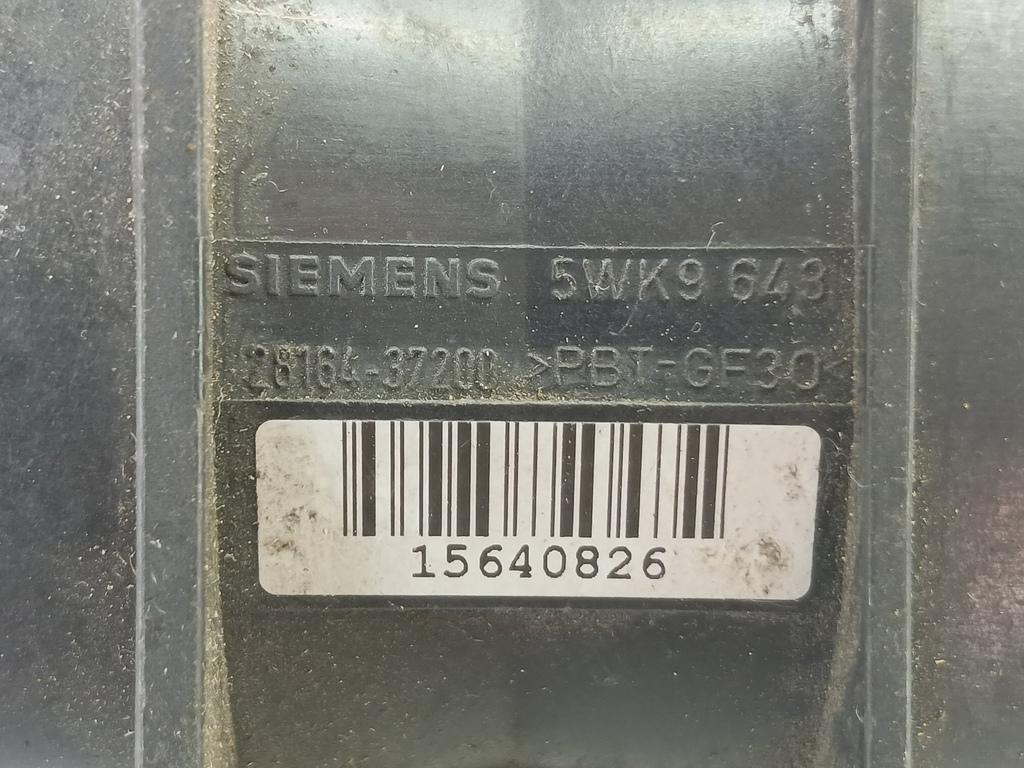 SIEMENS 5WK9 643
28164-37200 >PBT-GF30<
15640826